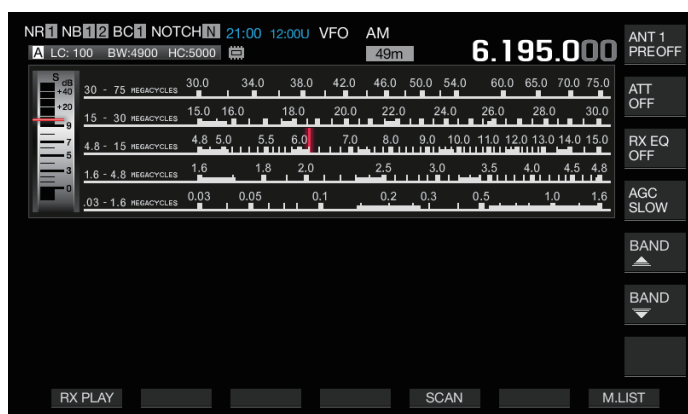 NR 1 NB 1 2 BC 1 NOTCH N 21:00 12:00U VFO AM
A LC: 100 BW:4900 HC:5000 49m 6.195.000
ANT 1
PRE OFF
S dB
+40
+20
9
7
5
3
0
30 - 75 MEGACYCLES 30.0 34.0 38.0 42.0 46.0 50.0 54.0 60.0 65.0 70.0 75.0
15 - 30 MEGACYCLES 15.0 16.0 18.0 20.0 22.0 24.0 26.0 28.0 30.0
4.8 - 15 MEGACYCLES 4.8 5.0 5.5 6.0 7.0 8.0 9.0 10.0 11.0 12.0 13.0 14.0 15.0
1.6 - 4.8 MEGACYCLES 1.6 1.8 2.0 2.5 3.0 3.5 4.0 4.5 4.8
.03 - 1.6 MEGACYCLES 0.03 0.05 0.1 0.2 0.3 0.5 1.0 1.6
ATT
OFF
RX EQ
OFF
AGC
SLOW
BAND
BAND
RX PLAY SCAN M.LIST